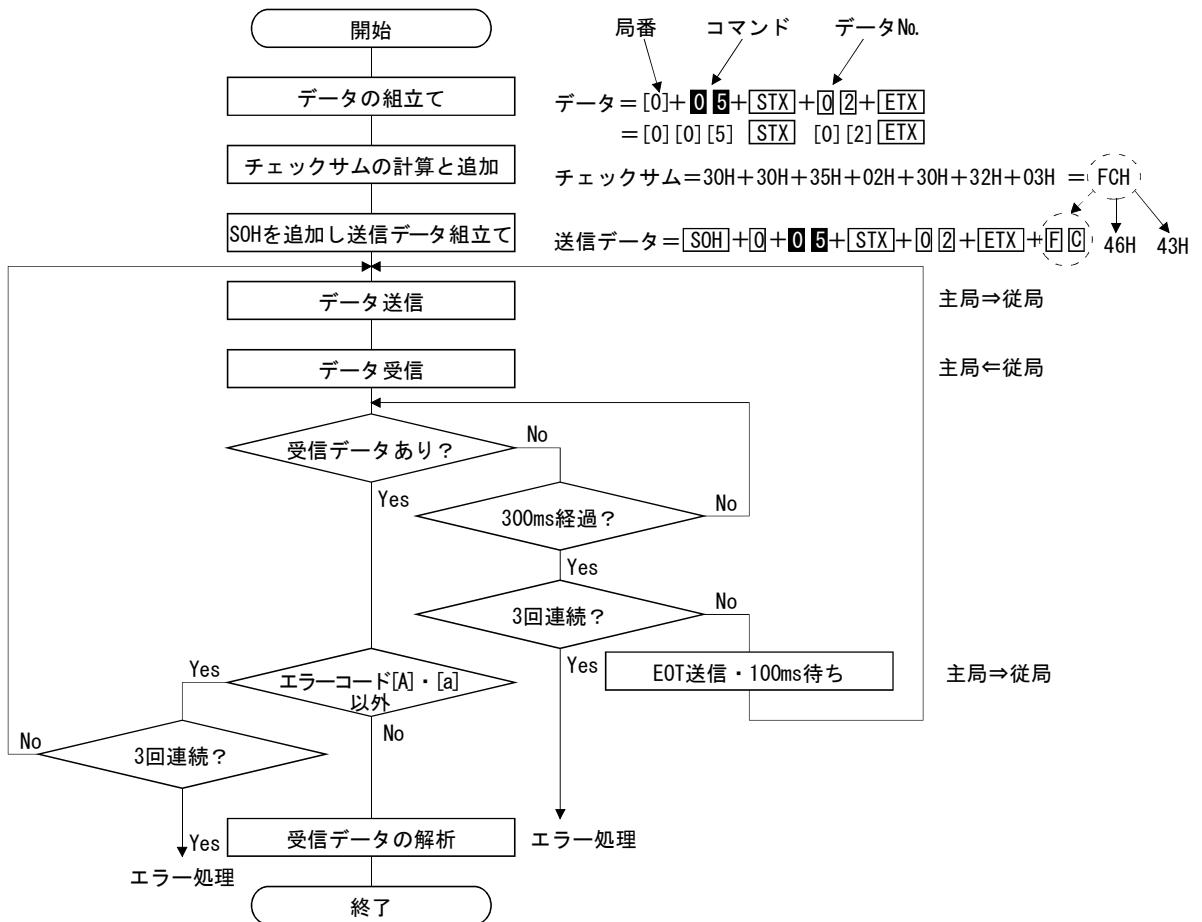 開始
局番 コマンド データNo.
データの組立て
データ＝[0]+0 5+STX+0 2+ETX
＝[0][0][5] STX [0][2]ETX
チェックサムの計算と追加
チェックサム＝30H+30H+35H+02H+30H+32H+03H ＝FCH
SOHを追加し送信データ組立て
送信データ＝SOH+0+0 5+STX+0 2+ETX+F C 46H 43H
データ送信
主局⇒従局
データ受信
主局⇐従局
受信データあり？
No
Yes
300ms経過？
No
Yes
3回連続？
No
Yes
EOT送信・100ms待ち
主局⇒従局
エラーコード[A]・[a]
以外
Yes
No
3回連続？
No
Yes
エラー処理
受信データの解析
エラー処理
終了